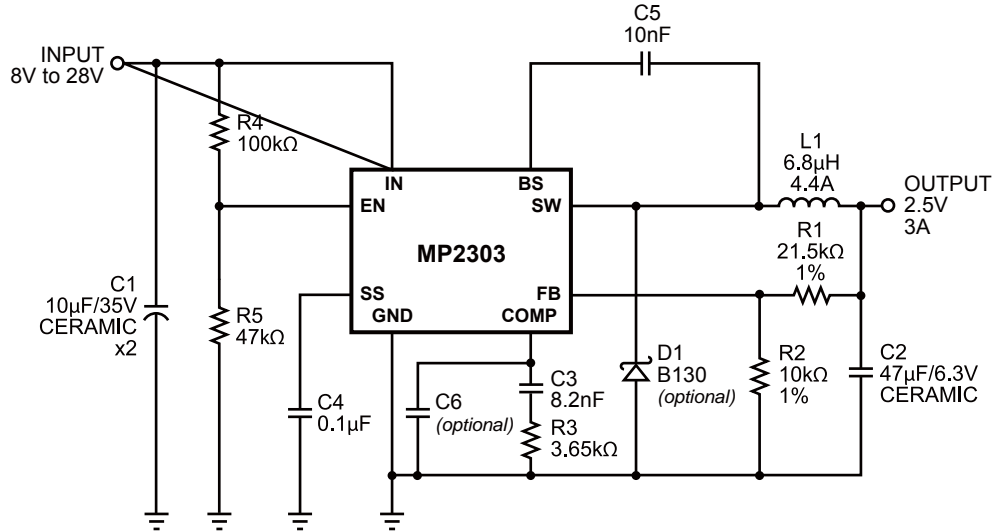 C5
10nF
INPUT
8V to 28V
R4
100kΩ
L1
6.8µH
4.4A
OUTPUT
2.5V
3A
IN
BS
EN
SW
MP2303
R1
21.5kΩ
1%
SS
FB
GND
COMP
C1
10µF/35V
CERAMIC
x2
R5
47kΩ
D1
B130
(optional)
R2
10kΩ
1%
C2
47µF/6.3V
CERAMIC
C4
0.1µF
C6
(optional)
C3
8.2nF
R3
3.65kΩ